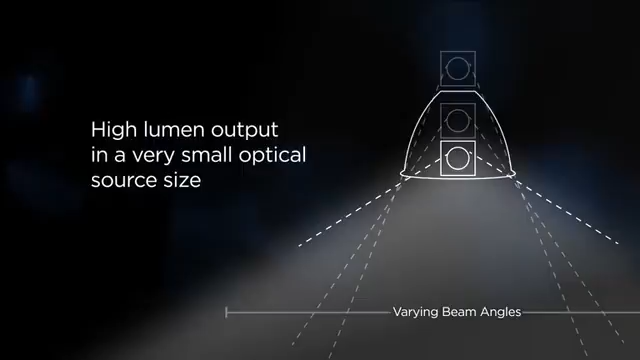 High lumen output
in a very small optical
source size
Varying Beam Angles